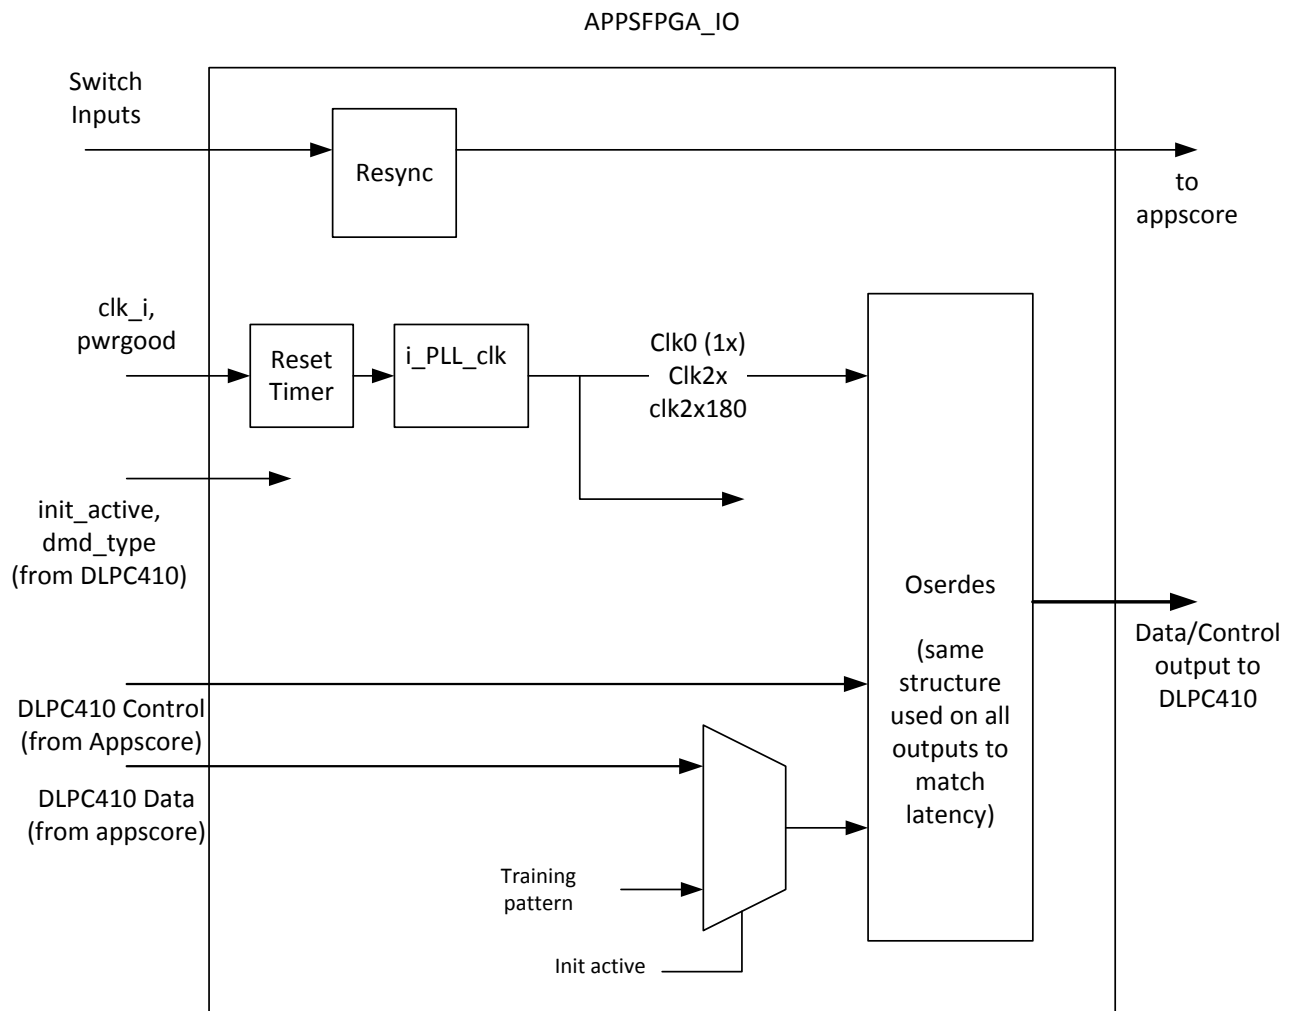 APPSFPGA_IO
Switch
Inputs
Resync
to
appscore
clk_i,
pwrgood
Reset
Timer
i_PLL_clk
Clk0 (1x)
Clk2x
clk2x180
init_active,
dmd_type
(from DLPC410)
Oserdes
(same
structure
used on all
outputs to
match
latency)
Data/Control
output to
DLPC410
DLPC410 Control
(from Appscore)
DLPC410 Data
(from appscore)
Training
pattern
Init active